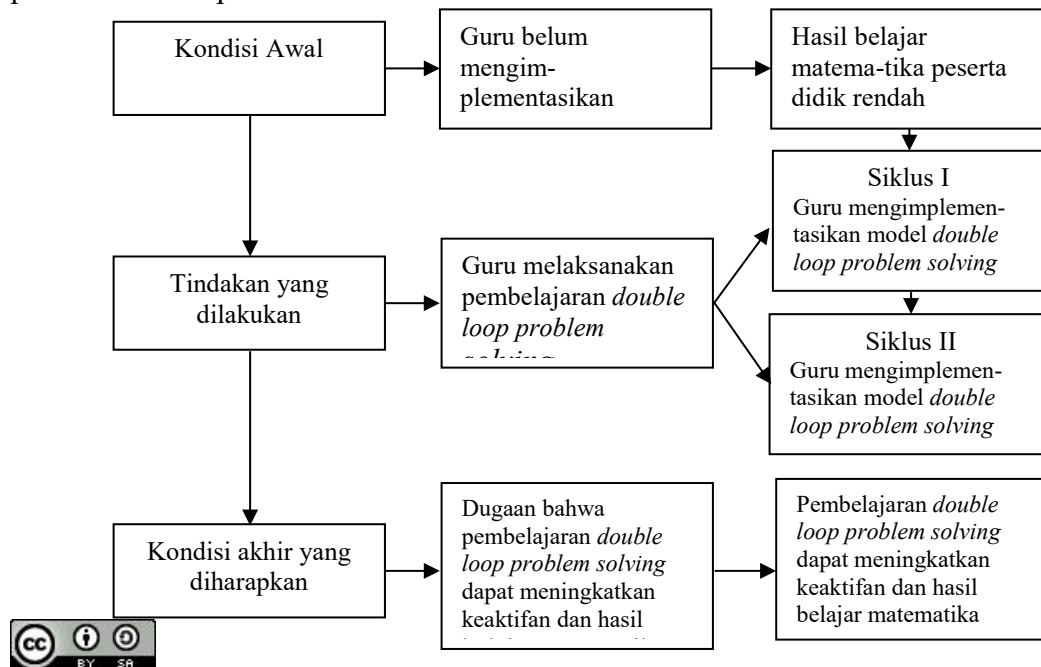 Kondisi Awal
Guru belum
mengim-
plementasikan
Hasil belajar
matema-tika peserta
didik rendah
Siklus I
Guru mengimplemen-
tasikan model double
loop problem solving
Tindakan yang
dilakukan
Guru melaksanakan
pembelajaran double
loop problem
Siklus II
Guru mengimplemen-
tasikan model double
loop problem solving
Kondisi akhir yang
diharapkan
Dugaan bahwa
pembelajaran double
loop problem solving
dapat meningkatkan
keaktifan dan hasil
Pembelajaran double
loop problem solving
dapat meningkatkan
keaktifan dan hasil
belajar matematika
cc
BY SA